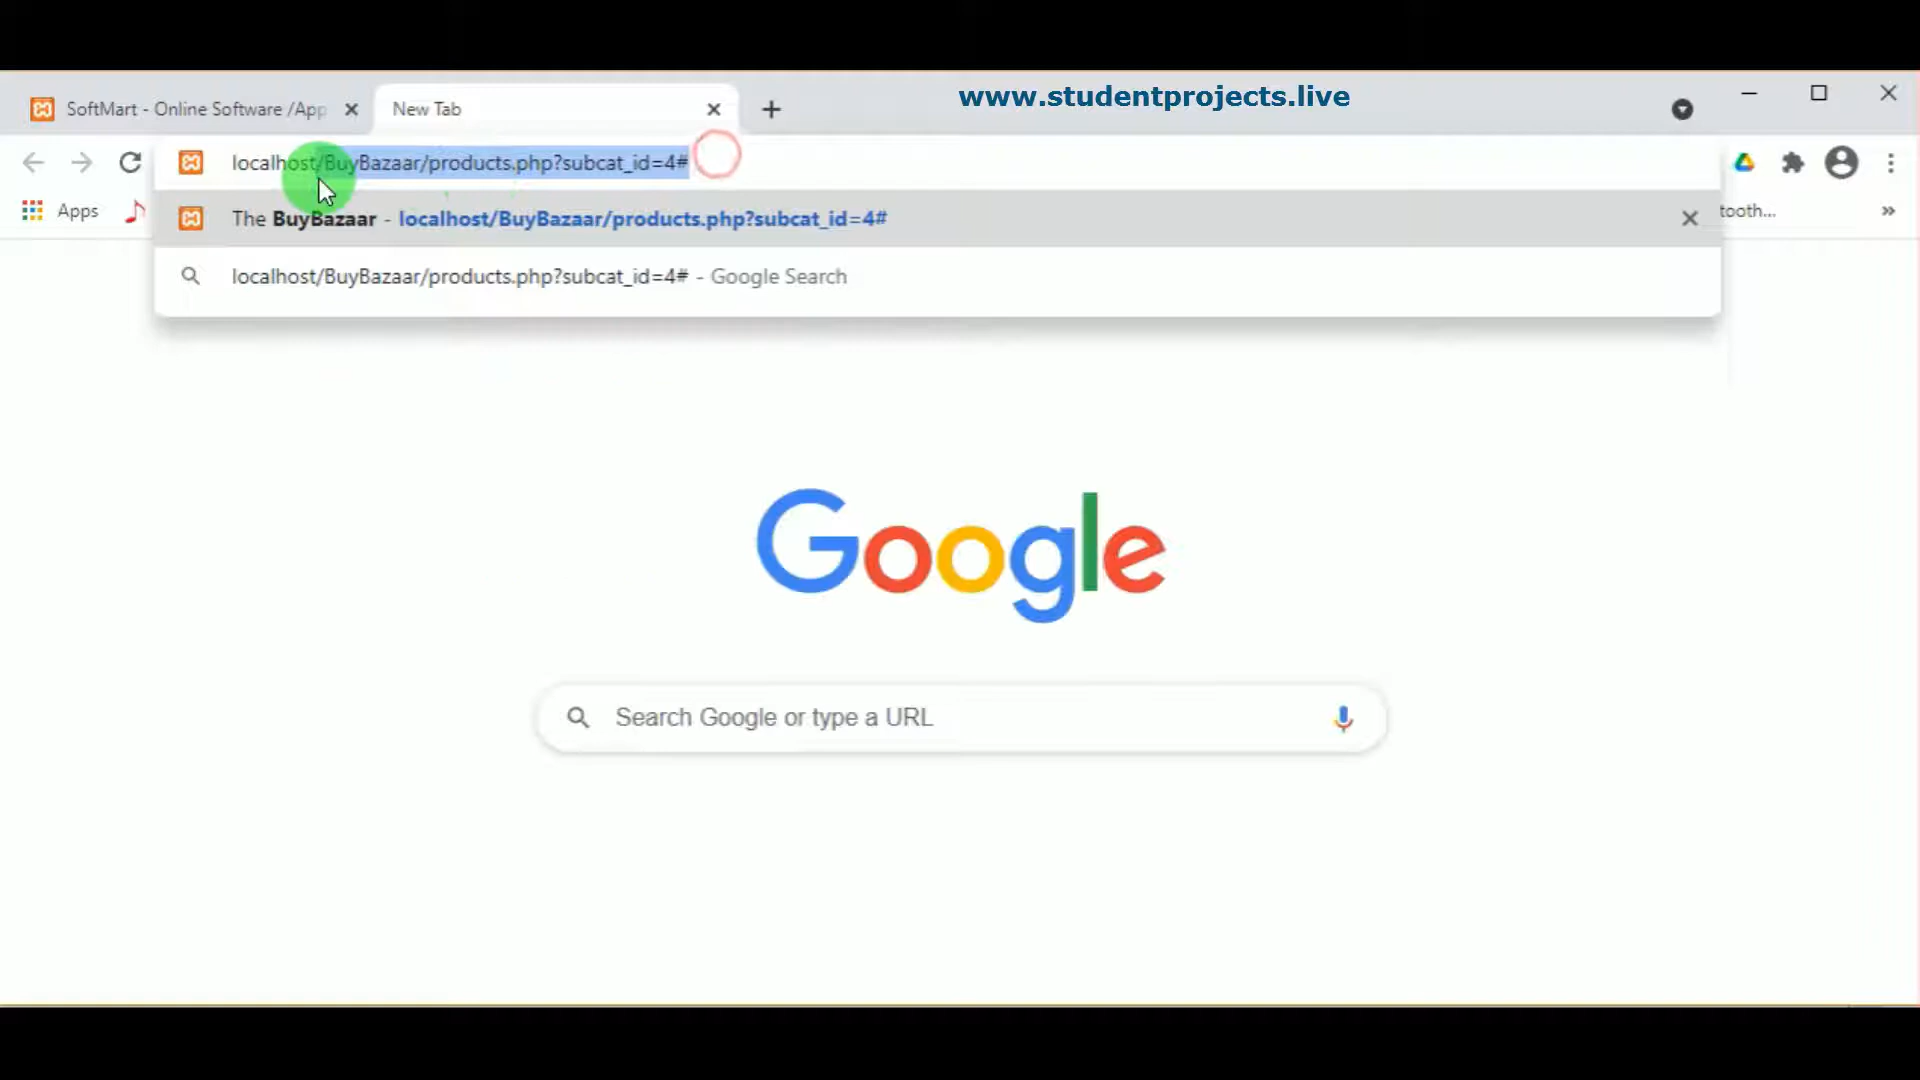 SoftMart - Online Software /App
New Tab
www.studentprojects.live
localhost/BuyBazaar/products.php?subcat_id=4#
Apps
The BuyBazaar - localhost/BuyBazaar/products.php?subcat_id=4#
tooth...
localhost/BuyBazaar/products.php?subcat_id=4# - Google Search
Google
Search Google or type a URL